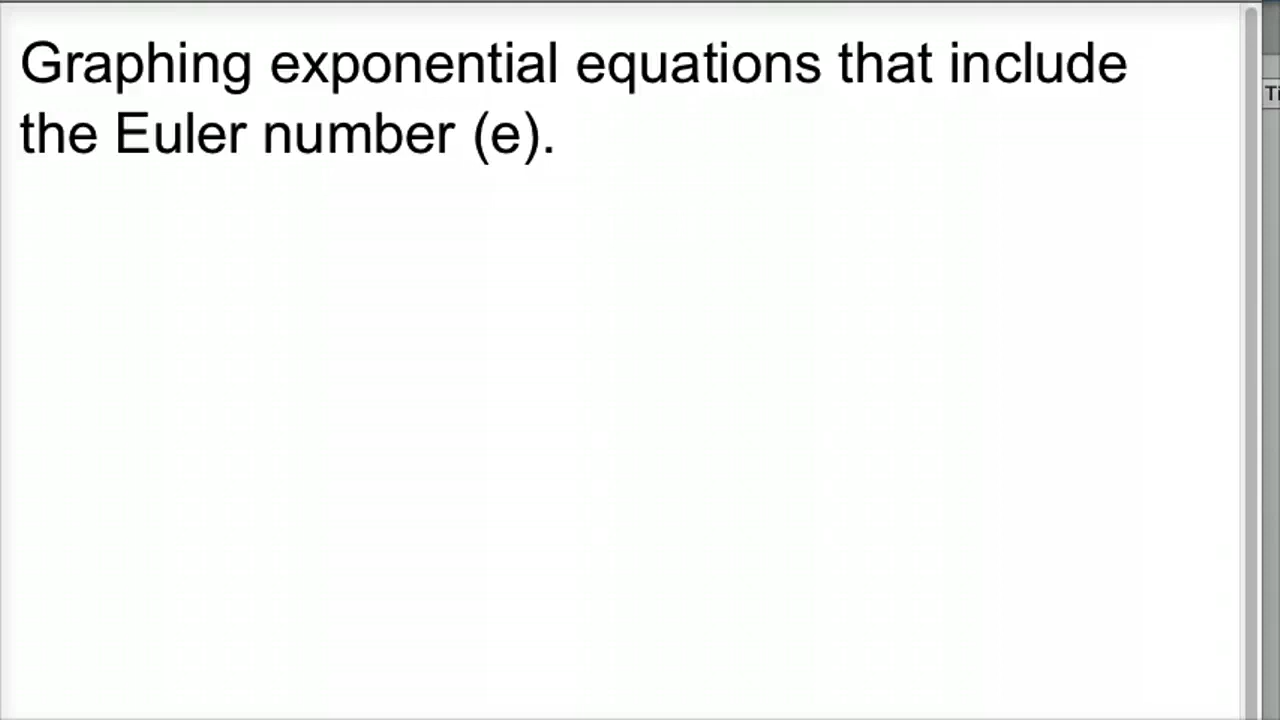 Graphing exponential equations that include
the Euler number (e).